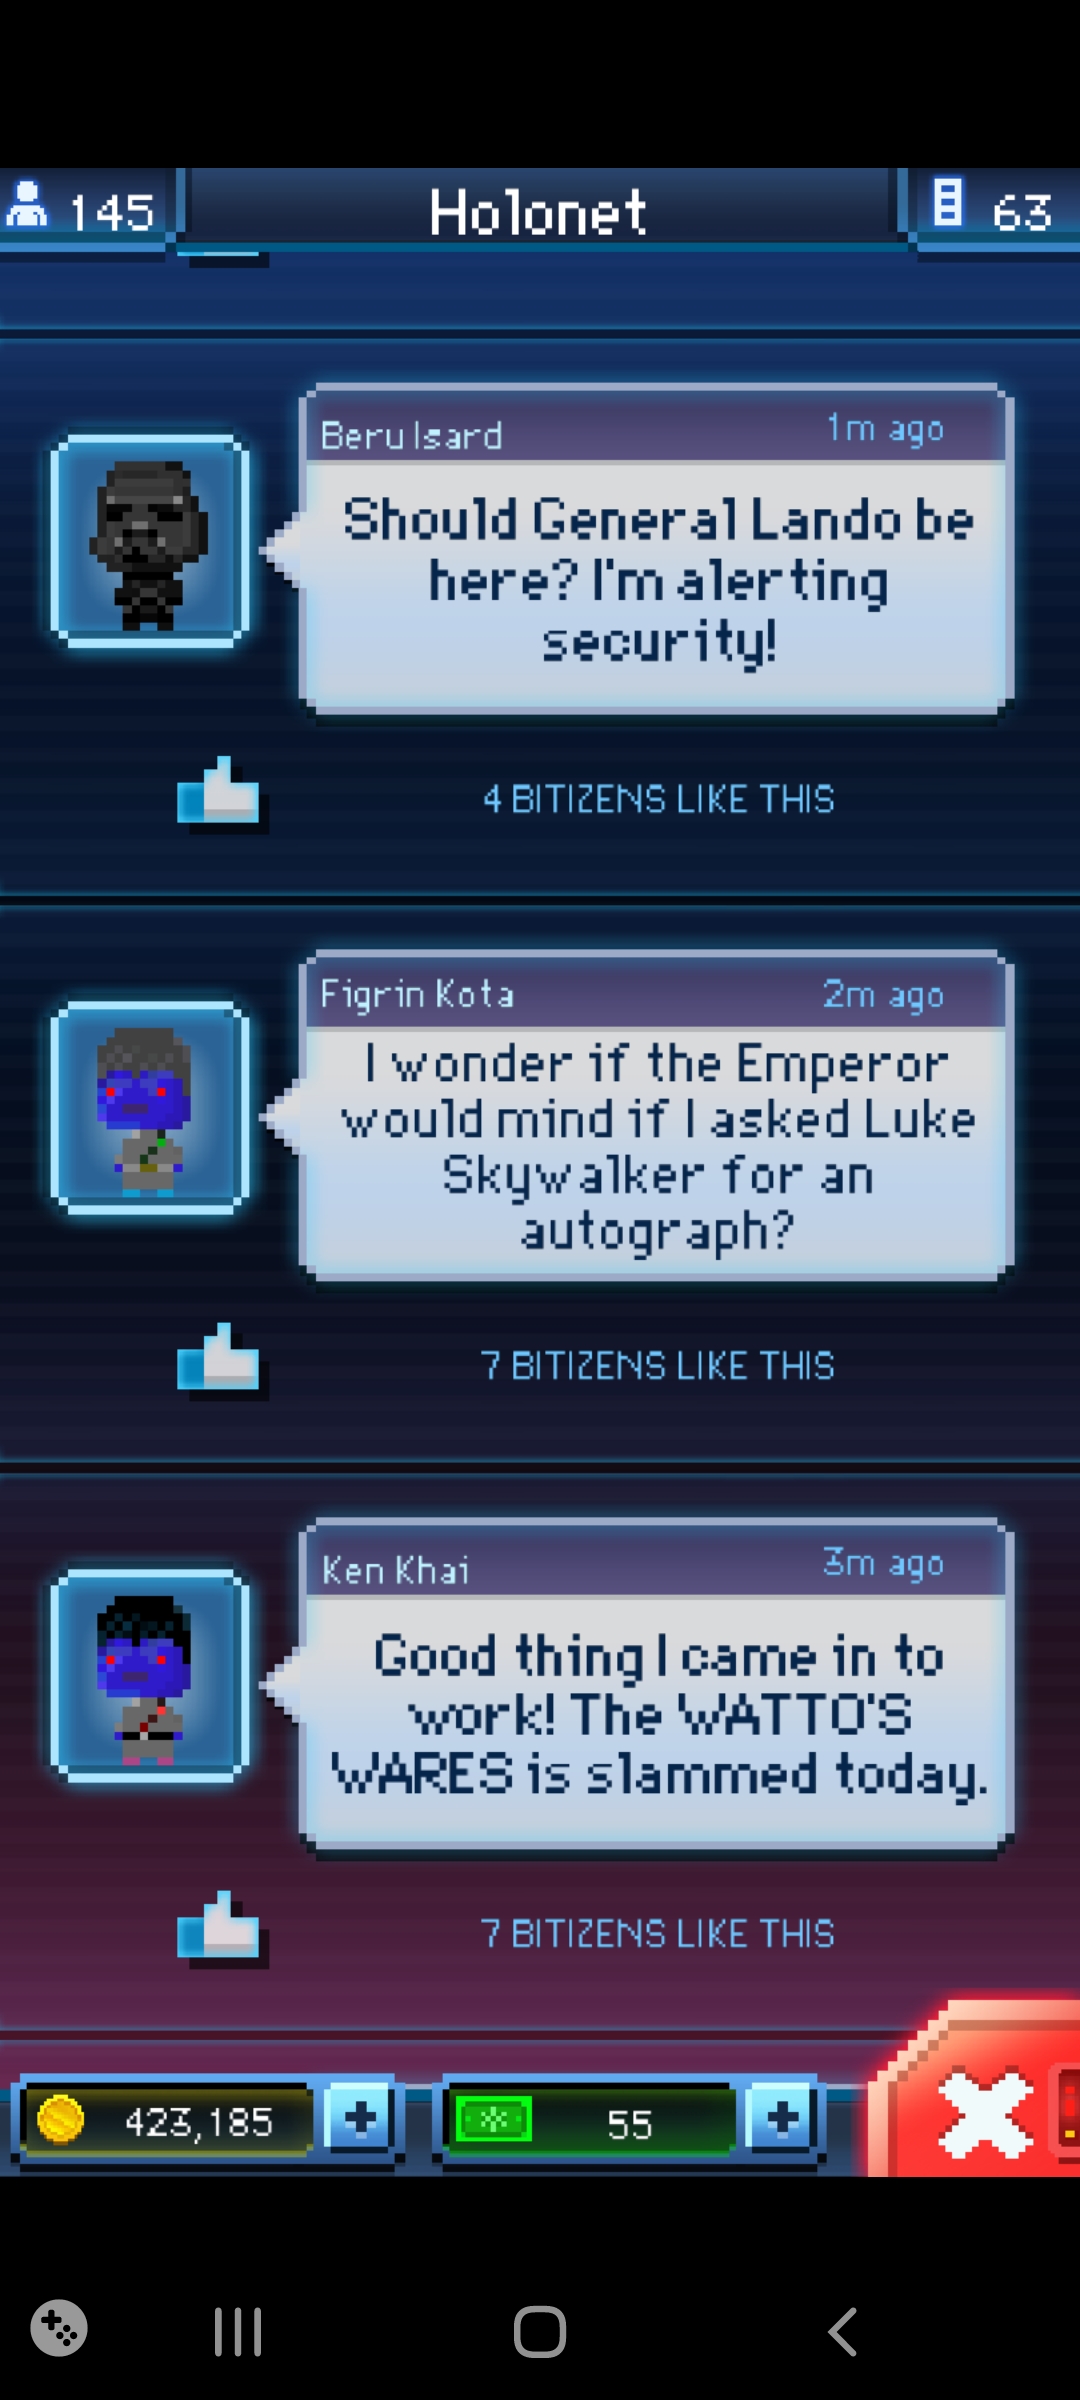 145
Holonet
63
Beru Isard
1m ago
Should General Lando be
here? I'm alerting
security!
4 BITIZENS LIKE THIS
Figrin Kota
2m ago
I wonder if the Emperor
would mind if I asked Luke
Skywalker for an
autograph?
7 BITIZENS LIKE THIS
Ken Khai
3m ago
Good thing I came in to
work! The WATTO'S
WARES is slammed today.
7 BITIZENS LIKE THIS
423,185
55